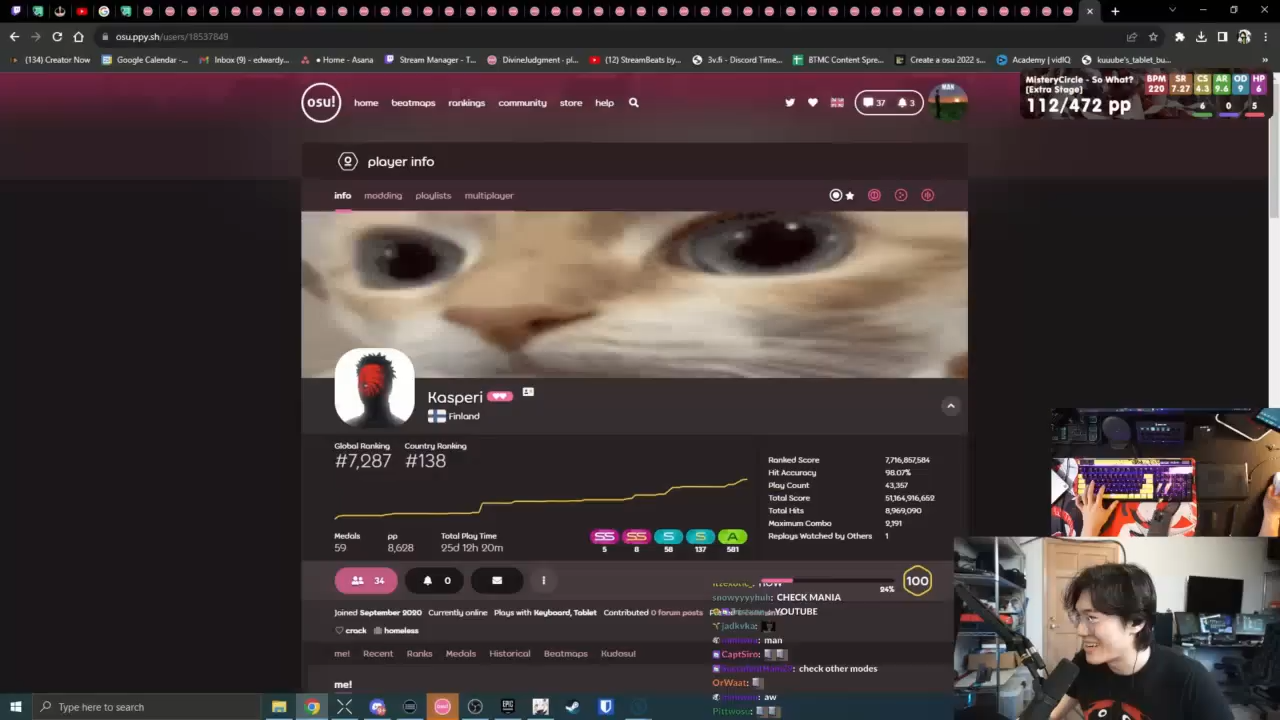 osu.ppy.sh/users/18537849
(134) Creator Now
Google Calendar -...
Inbox (9) - edwardy...
Home - Asana
Stream Manager - T...
DivineJudgment - pl...
(12) StreamBeats by...
3v.fi - Discord Time...
BTMC Content Spre...
Create a osu 2022 s...
Academy | vidIQ
kuuube's_tablet_bu...
»
MisteryCircle - So What?
[Extra Stage]
BPM SR CS AR OD HP
220 7.27 4.3 9.6 9 6
112/472 pp
6 0 5
osu!
home
beatmaps
rankings
community
store
help
37
3
MAN
player info
info
modding
playlists
multiplayer
Kasperi
Finland
Global Ranking
#7,287
Country Ranking
#138
Ranked Score 7,716,857,584
Hit Accuracy 98.07%
Play Count 43,357
Total Score 51,164,916,652
Total Hits 8,969,090
Maximum Combo 2,191
Replays Watched by Others 1
Medals
59
pp
8,628
Total Play Time
25d 12h 20m
SS SS S S A
5 8 58 137 581
34
0
24%
100
Joined September 2020
Currently online
Plays with Keyboard, Tablet
Contributed 0 forum posts
crack
homeless
me!
Recent
Ranks
Medals
Historical
Beatmaps
Kudosu!
me!
CHECK MANIA
YOUTUBE
jadkvka:
man
CaptSiro:
check other modes
OrWaat:
aw
Pittwosu:
Type here to search
EPIC